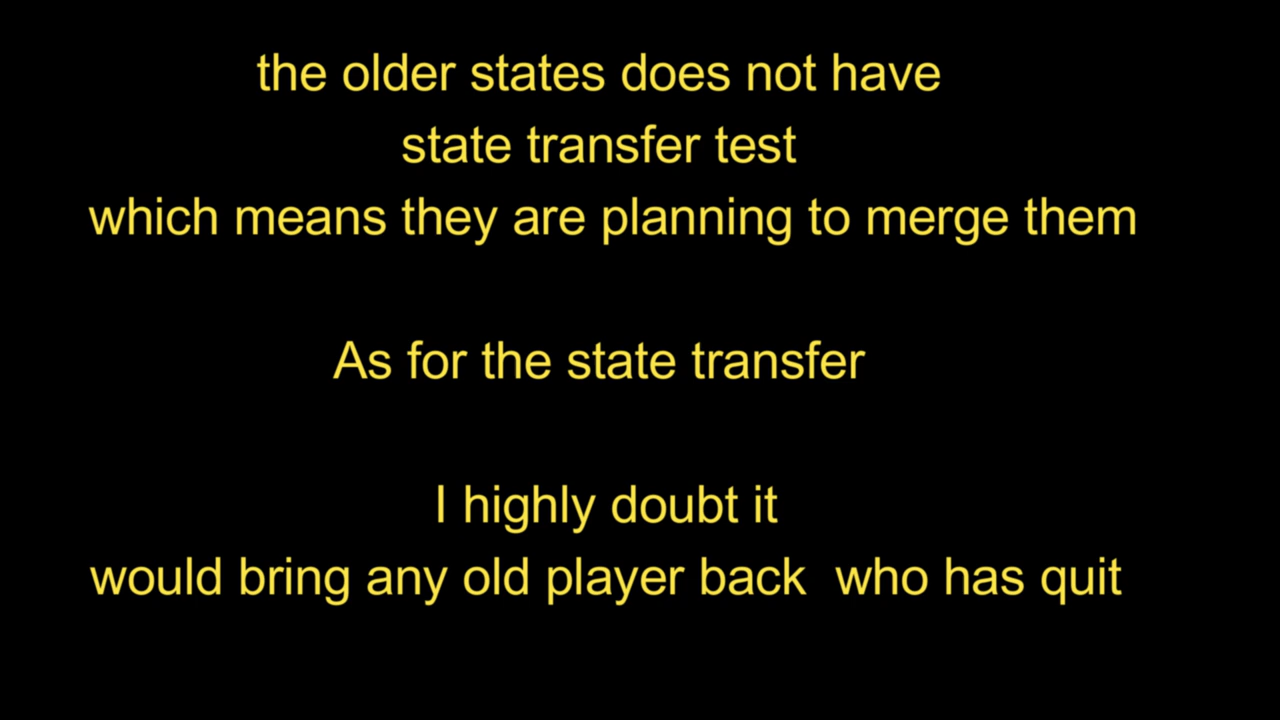 the older states does not have
state transfer test
which means they are planning to merge them
As for the state transfer
I highly doubt it
would bring any old player back  who has quit